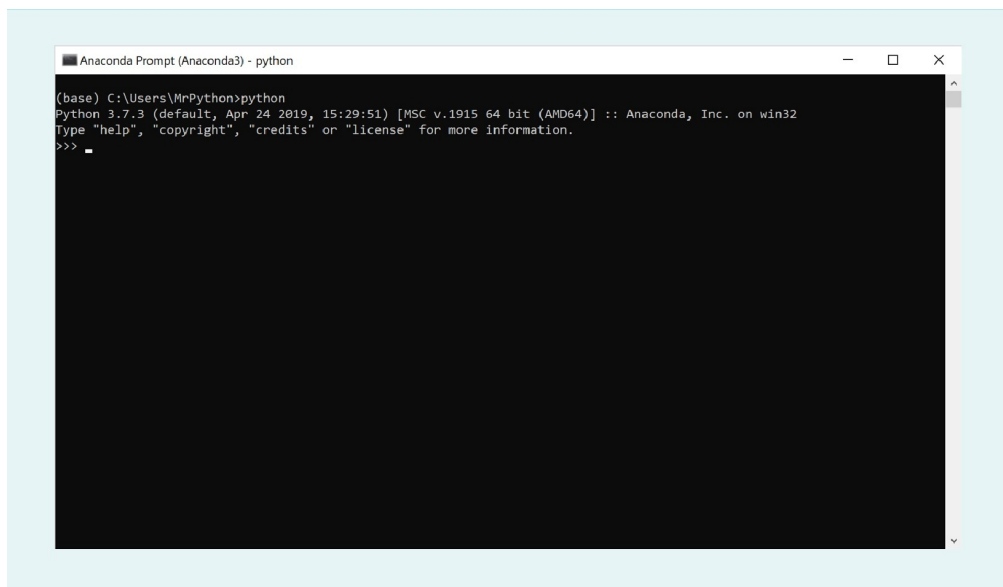 Anaconda Prompt (Anaconda3) - python
(base) C:\Users\MrPython>python
Python 3.7.3 (default, Apr 24 2019, 15:29:51) [MSC v.1915 64 bit (AMD64)] :: Anaconda, Inc. on win32
Type "help", "copyright", "credits" or "license" for more information.
>>>